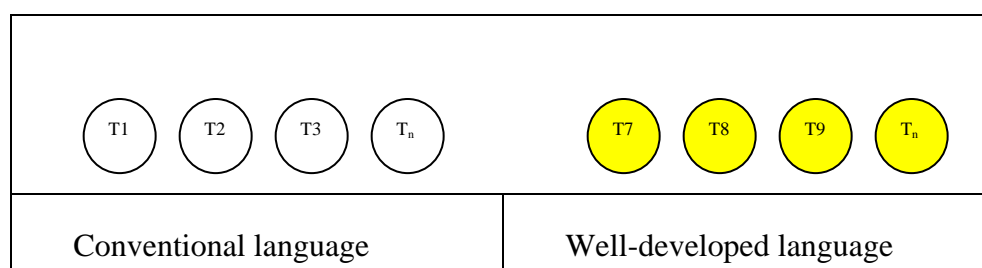 T1 T2 T3 Tn T7 T8 T9 Tn
Conventional language Well-developed language